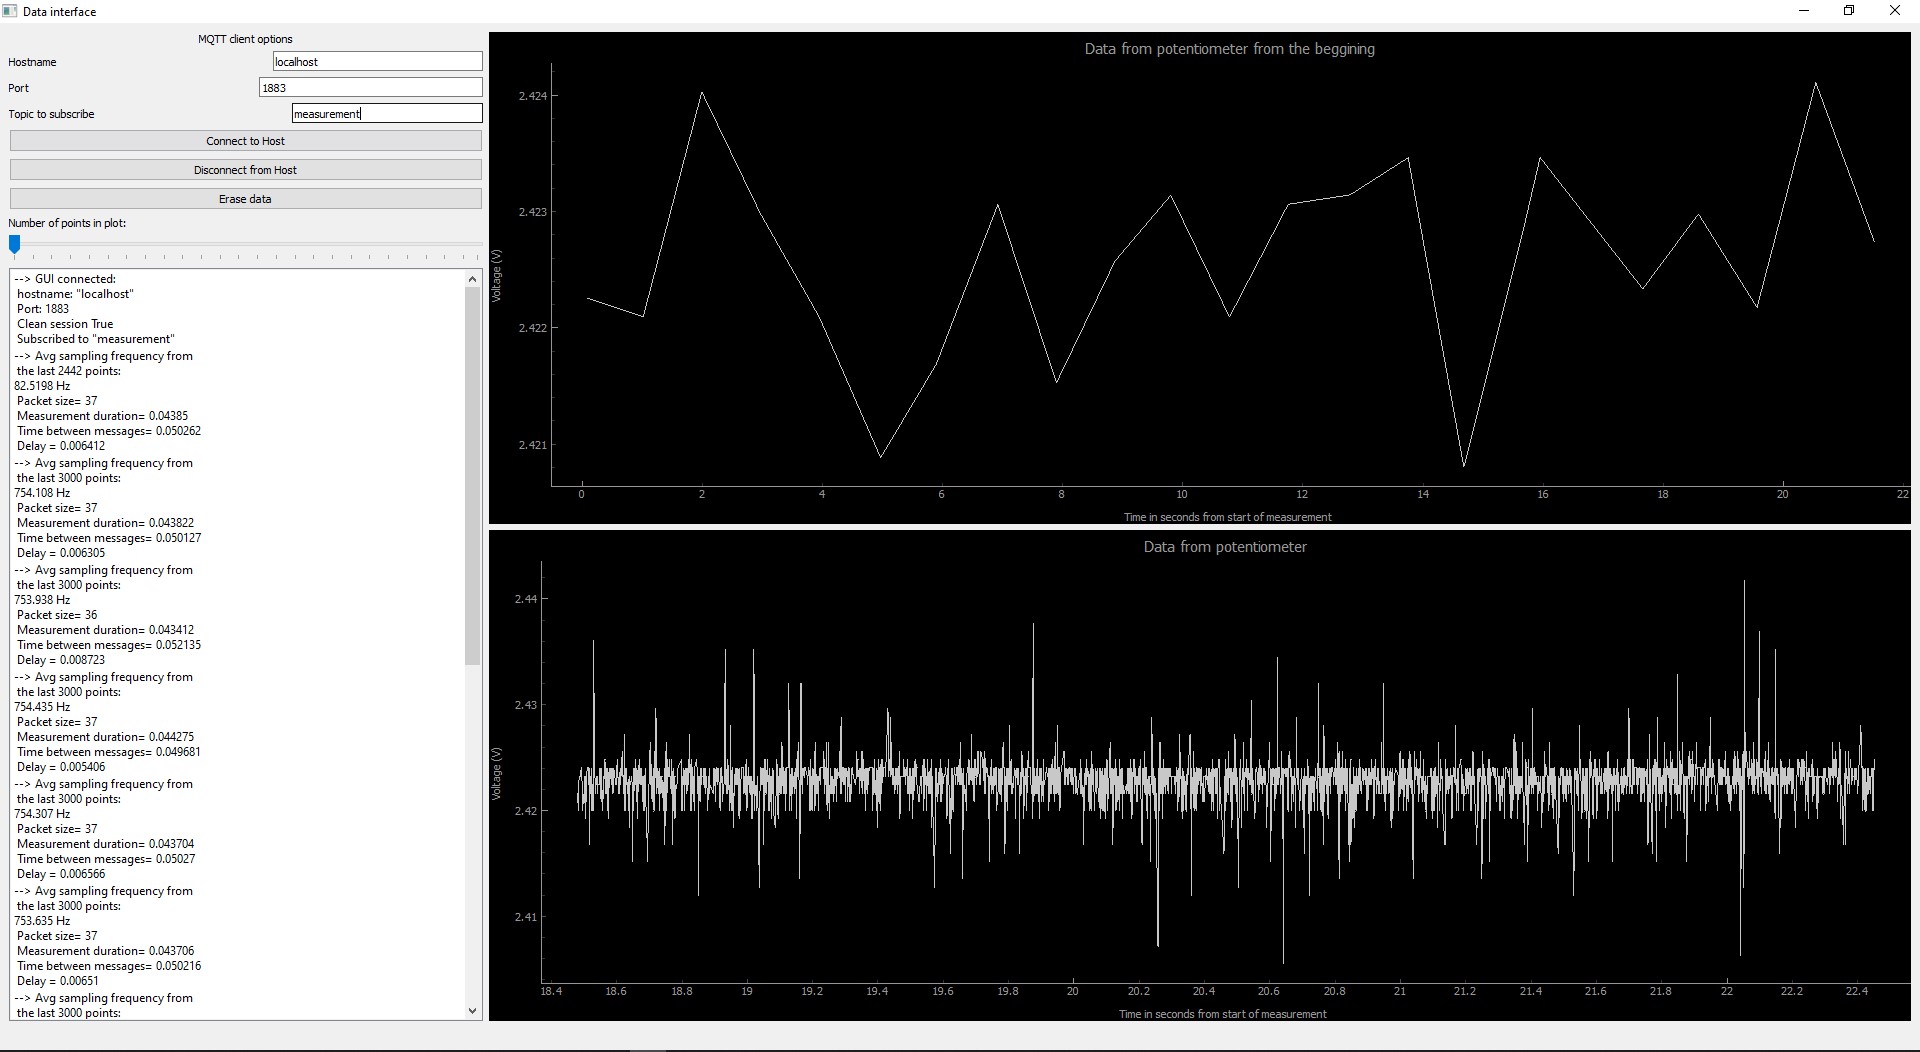 Data interface
MQTT client options
Hostname
localhost
Port
1883
Topic to subscribe
measurement
Connect to Host
Disconnect from Host
Erase data
Number of points in plot:
--> GUI connected:
hostname: "localhost"
Port: 1883
Clean session True
Subscribed to "measurement"
--> Avg sampling frequency from
the last 2442 points:
82.5198 Hz
Packet size= 37
Measurement duration= 0.04385
Time between messages= 0.050262
Delay = 0.006412
--> Avg sampling frequency from
the last 3000 points:
754.108 Hz
Packet size= 37
Measurement duration= 0.043822
Time between messages= 0.050127
Delay = 0.006305
--> Avg sampling frequency from
the last 3000 points:
753.938 Hz
Packet size= 36
Measurement duration= 0.043412
Time between messages= 0.052135
Delay = 0.008723
--> Avg sampling frequency from
the last 3000 points:
754.435 Hz
Packet size= 37
Measurement duration= 0.044275
Time between messages= 0.049681
Delay = 0.005406
--> Avg sampling frequency from
the last 3000 points:
754.307 Hz
Packet size= 37
Measurement duration= 0.043704
Time between messages= 0.05027
Delay = 0.006566
--> Avg sampling frequency from
the last 3000 points:
753.635 Hz
Packet size= 37
Measurement duration= 0.043706
Time between messages= 0.050216
Delay = 0.00651
--> Avg sampling frequency from
the last 3000 points:
Data from potentiometer from the beggining
Voltage (V)
2.424
2.423
2.422
2.421
0 2 4 6 8 10 12 14 16 18 20 22
Time in seconds from start of measurement
Data from potentiometer
Voltage (V)
2.44
2.43
2.42
2.41
18.4 18.6 18.8 19 19.2 19.4 19.6 19.8 20 20.2 20.4 20.6 20.8 21 21.2 21.4 21.6 21.8 22 22.2 22.4
Time in seconds from start of measurement